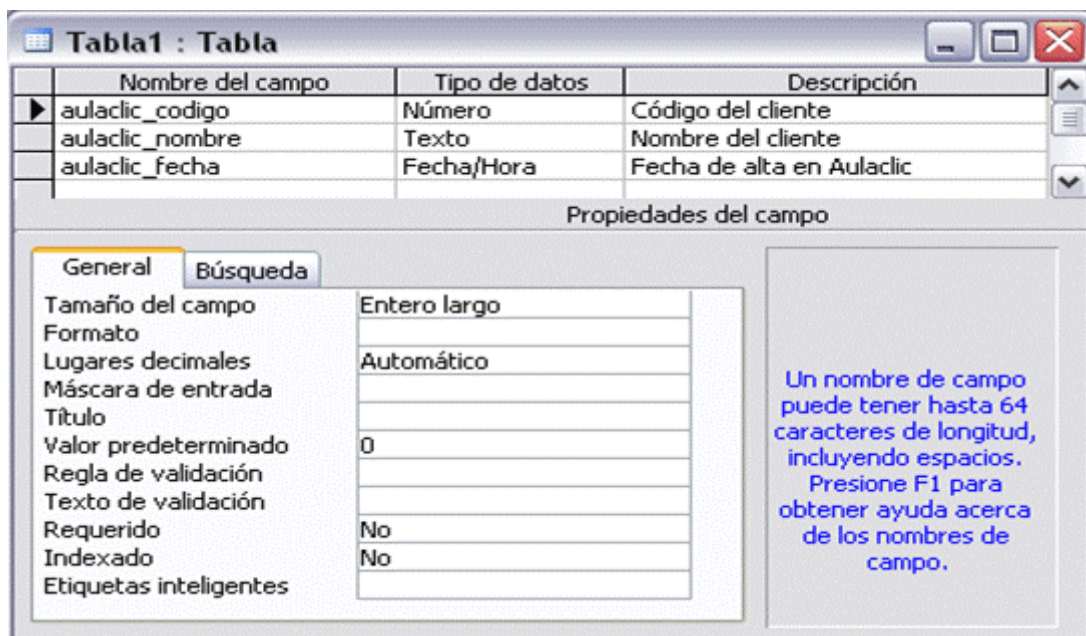 Tabla1 : Tabla
Nombre del campo Tipo de datos Descripción
aulaclic_codigo Número Código del cliente
aulaclic_nombre Texto Nombre del cliente
aulaclic_fecha Fecha/Hora Fecha de alta en Aulaclic
Propiedades del campo
General Búsqueda
Tamaño del campo Entero largo
Formato
Lugares decimales Automático
Máscara de entrada
Título
Valor predeterminado 0
Regla de validación
Texto de validación
Requerido No
Indexado No
Etiquetas inteligentes
Un nombre de campo
puede tener hasta 64
caracteres de longitud,
incluyendo espacios.
Presione F1 para
obtener ayuda acerca
de los nombres de
campo.